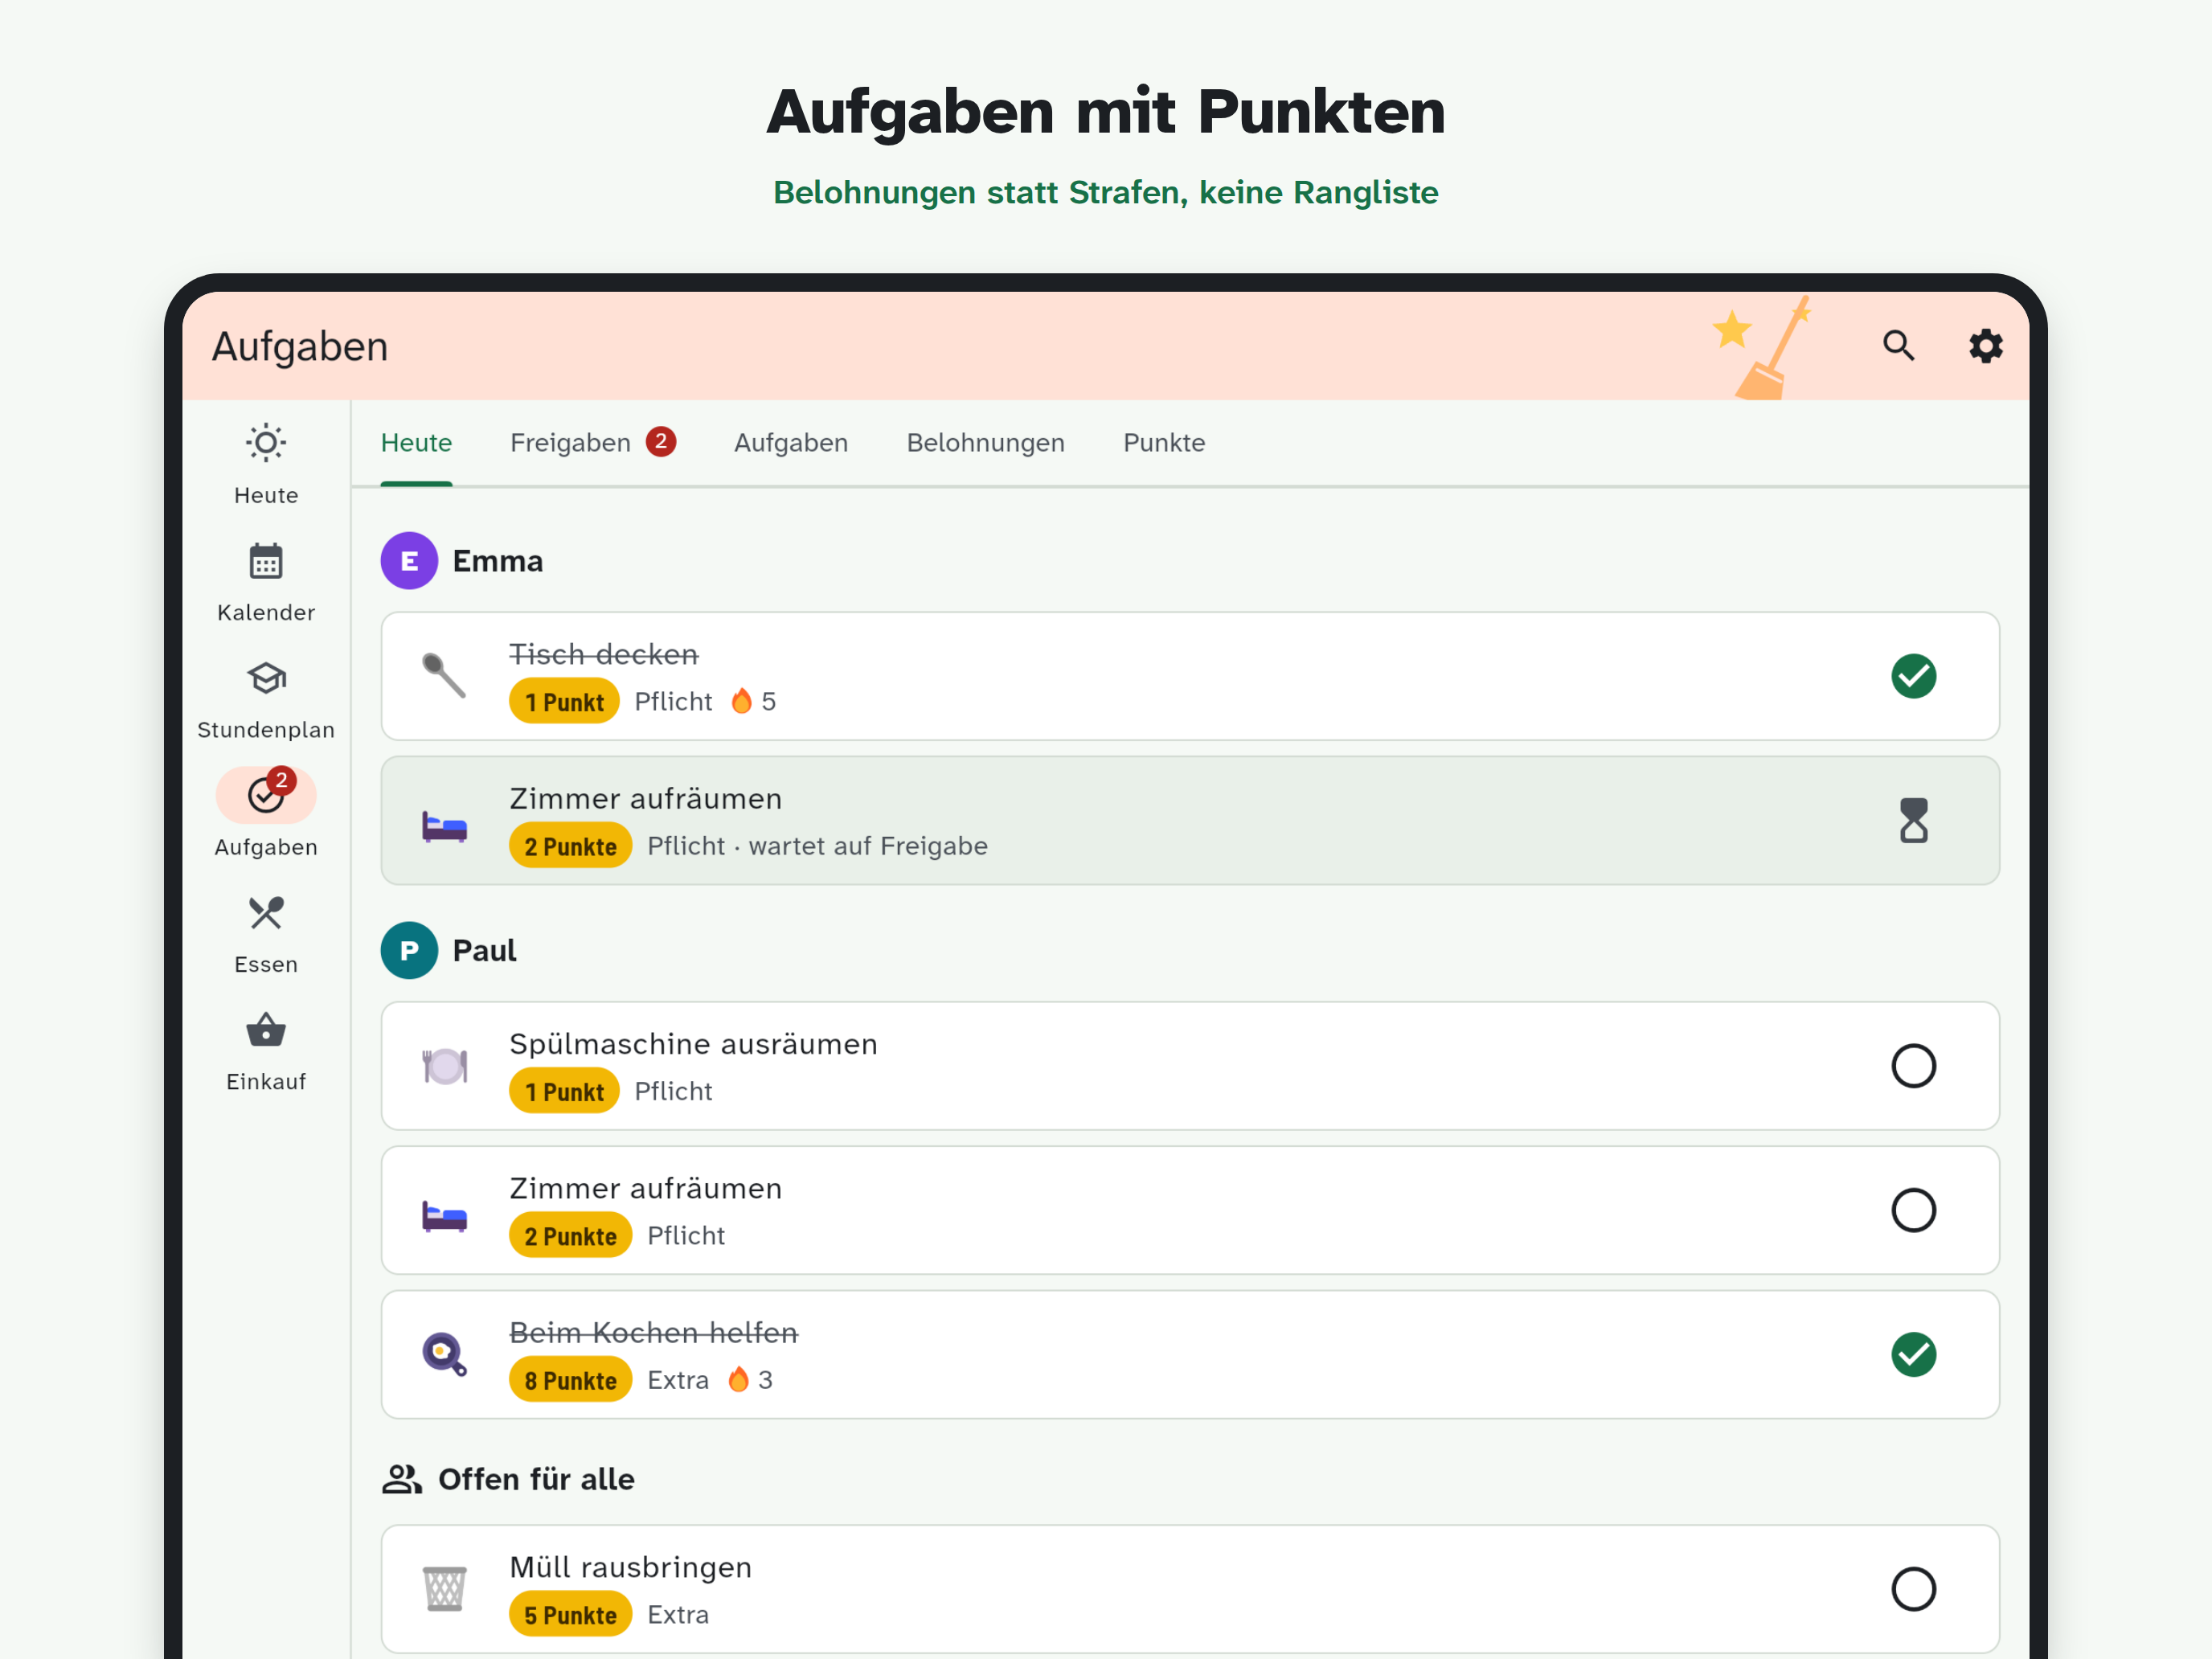 Aufgaben mit Punkten
Belohnungen statt Strafen, keine Rangliste
Aufgaben
Heute
Kalender
Stundenplan
2
Aufgaben
Essen
Einkauf
Heute Freigaben 2 Aufgaben Belohnungen Punkte
E Emma
Tisch decken
1 Punkt Pflicht 🔥 5
Zimmer aufräumen
2 Punkte Pflicht · wartet auf Freigabe
P Paul
Spülmaschine ausräumen
1 Punkt Pflicht
Zimmer aufräumen
2 Punkte Pflicht
Beim Kochen helfen
8 Punkte Extra 🔥 3
Offen für alle
Müll rausbringen
5 Punkte Extra